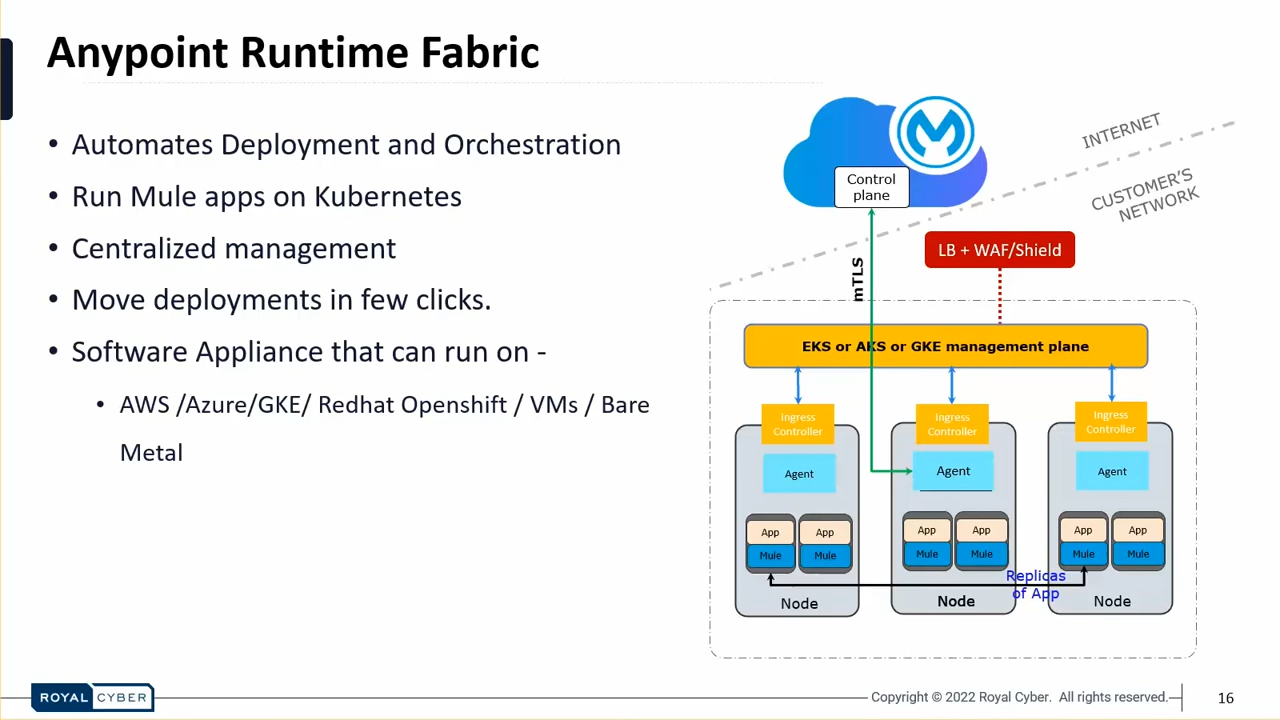 Anypoint Runtime Fabric
• Automates Deployment and Orchestration
• Run Mule apps on Kubernetes
• Centralized management
• Move deployments in few clicks.
• Software Appliance that can run on -
• AWS /Azure/GKE/ Redhat Openshift / VMs / Bare
Metal
Control
plane
INTERNET
CUSTOMER'S
NETWORK
LB + WAF/Shield
mTLS
EKS or AKS or GKE management plane
Ingress
Controller
Ingress
Controller
Ingress
Controller
Agent
Agent
Agent
App
App
App
App
App
App
Mule
Mule
Mule
Mule
Mule
Mule
Replicas
of App
Node
Node
Node
ROYAL CYBER
Copyright © 2022 Royal Cyber. All rights reserved.
16